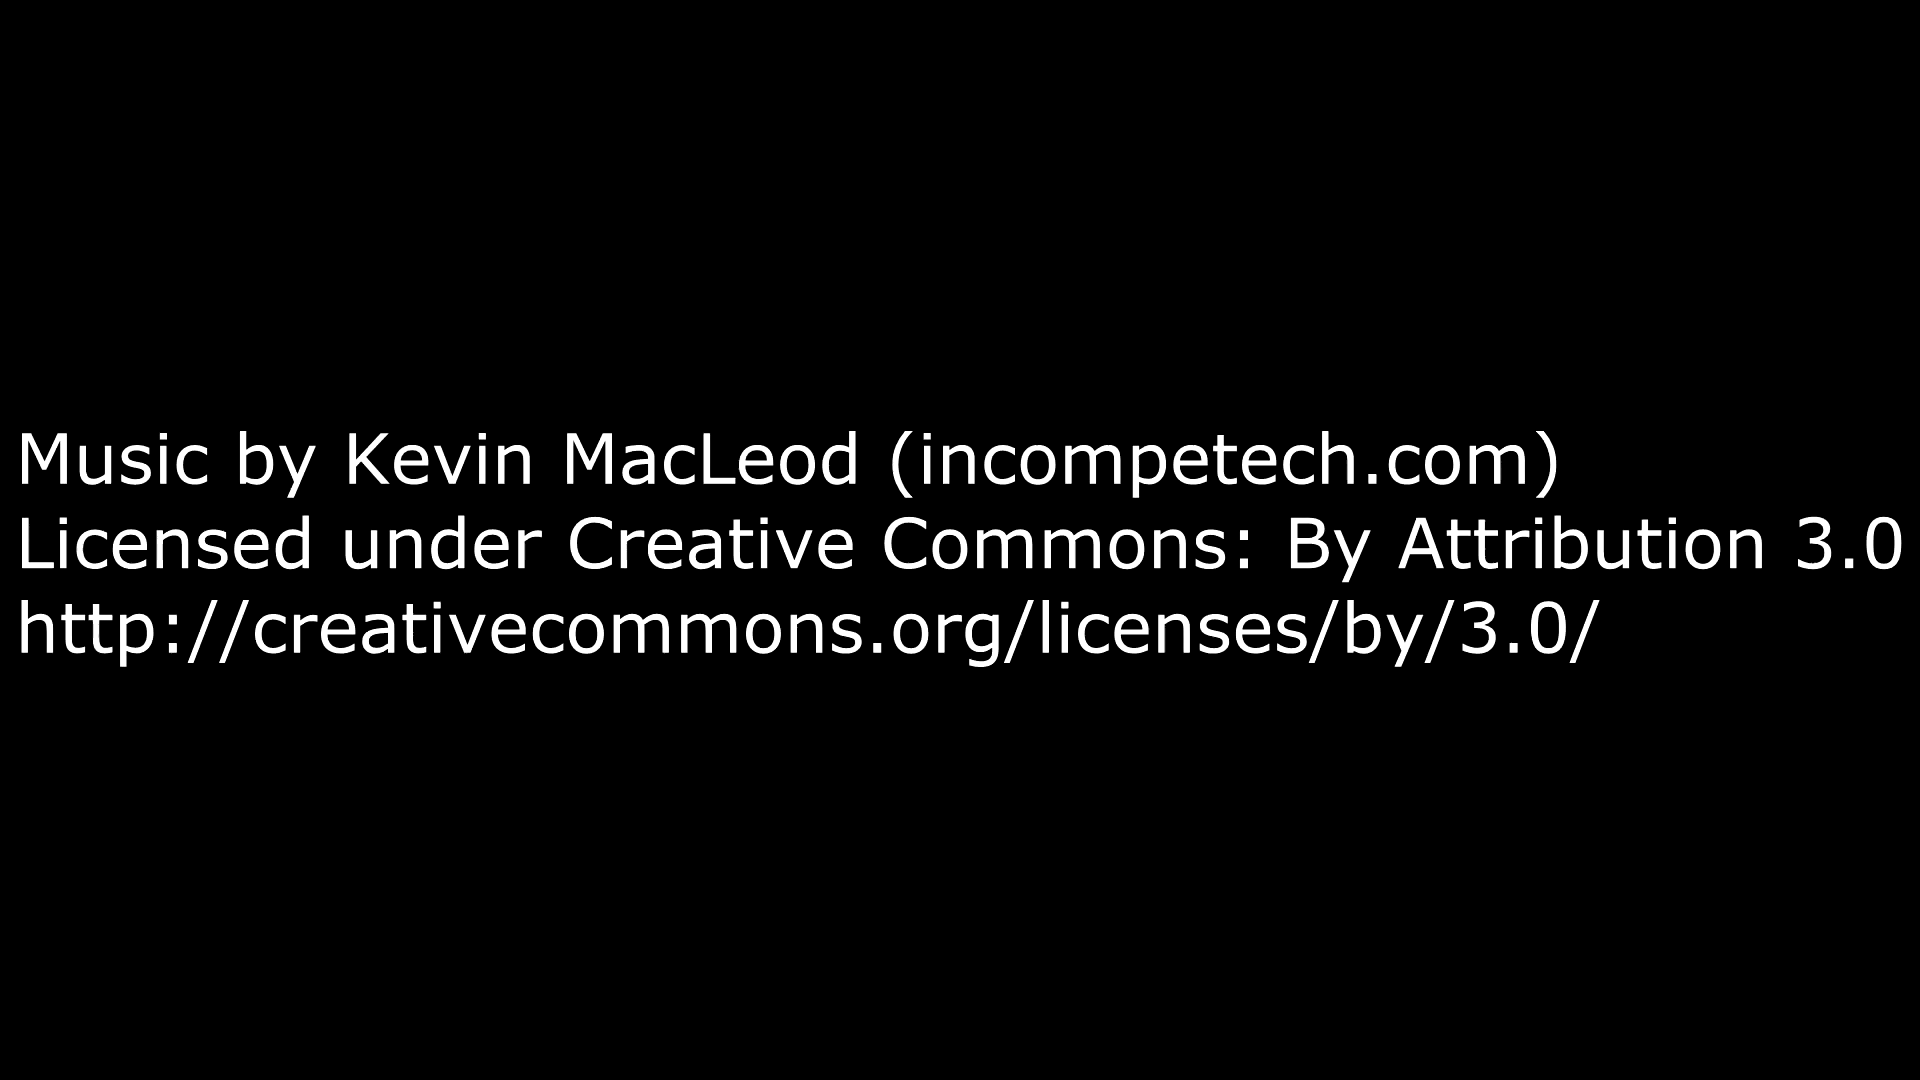 Music by Kevin MacLeod (incompetech.com)
Licensed under Creative Commons: By Attribution 3.0
http://creativecommons.org/licenses/by/3.0/